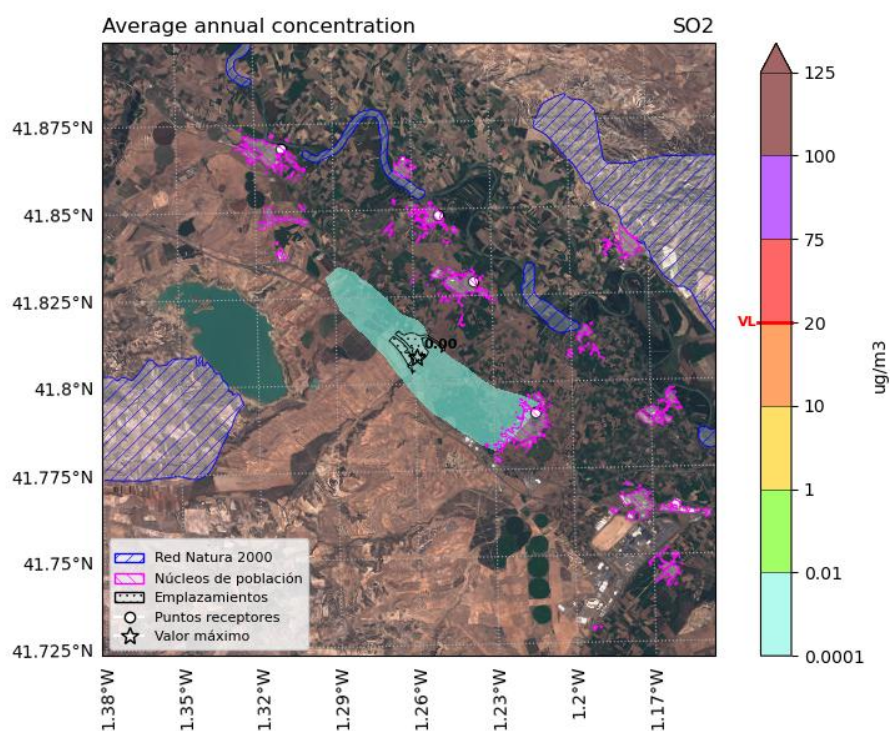 Average annual concentration SO2
125
100
75
VL
20
10
1
0.01
0.0001
ug/m3
41.875°N
41.85°N
41.825°N
41.8°N
41.775°N
41.75°N
41.725°N
0.00
Red Natura 2000
Núcleos de población
Emplazamientos
Puntos receptores
Valor máximo
1.38°W
1.35°W
1.32°W
1.29°W
1.26°W
1.23°W
1.2°W
1.17°W